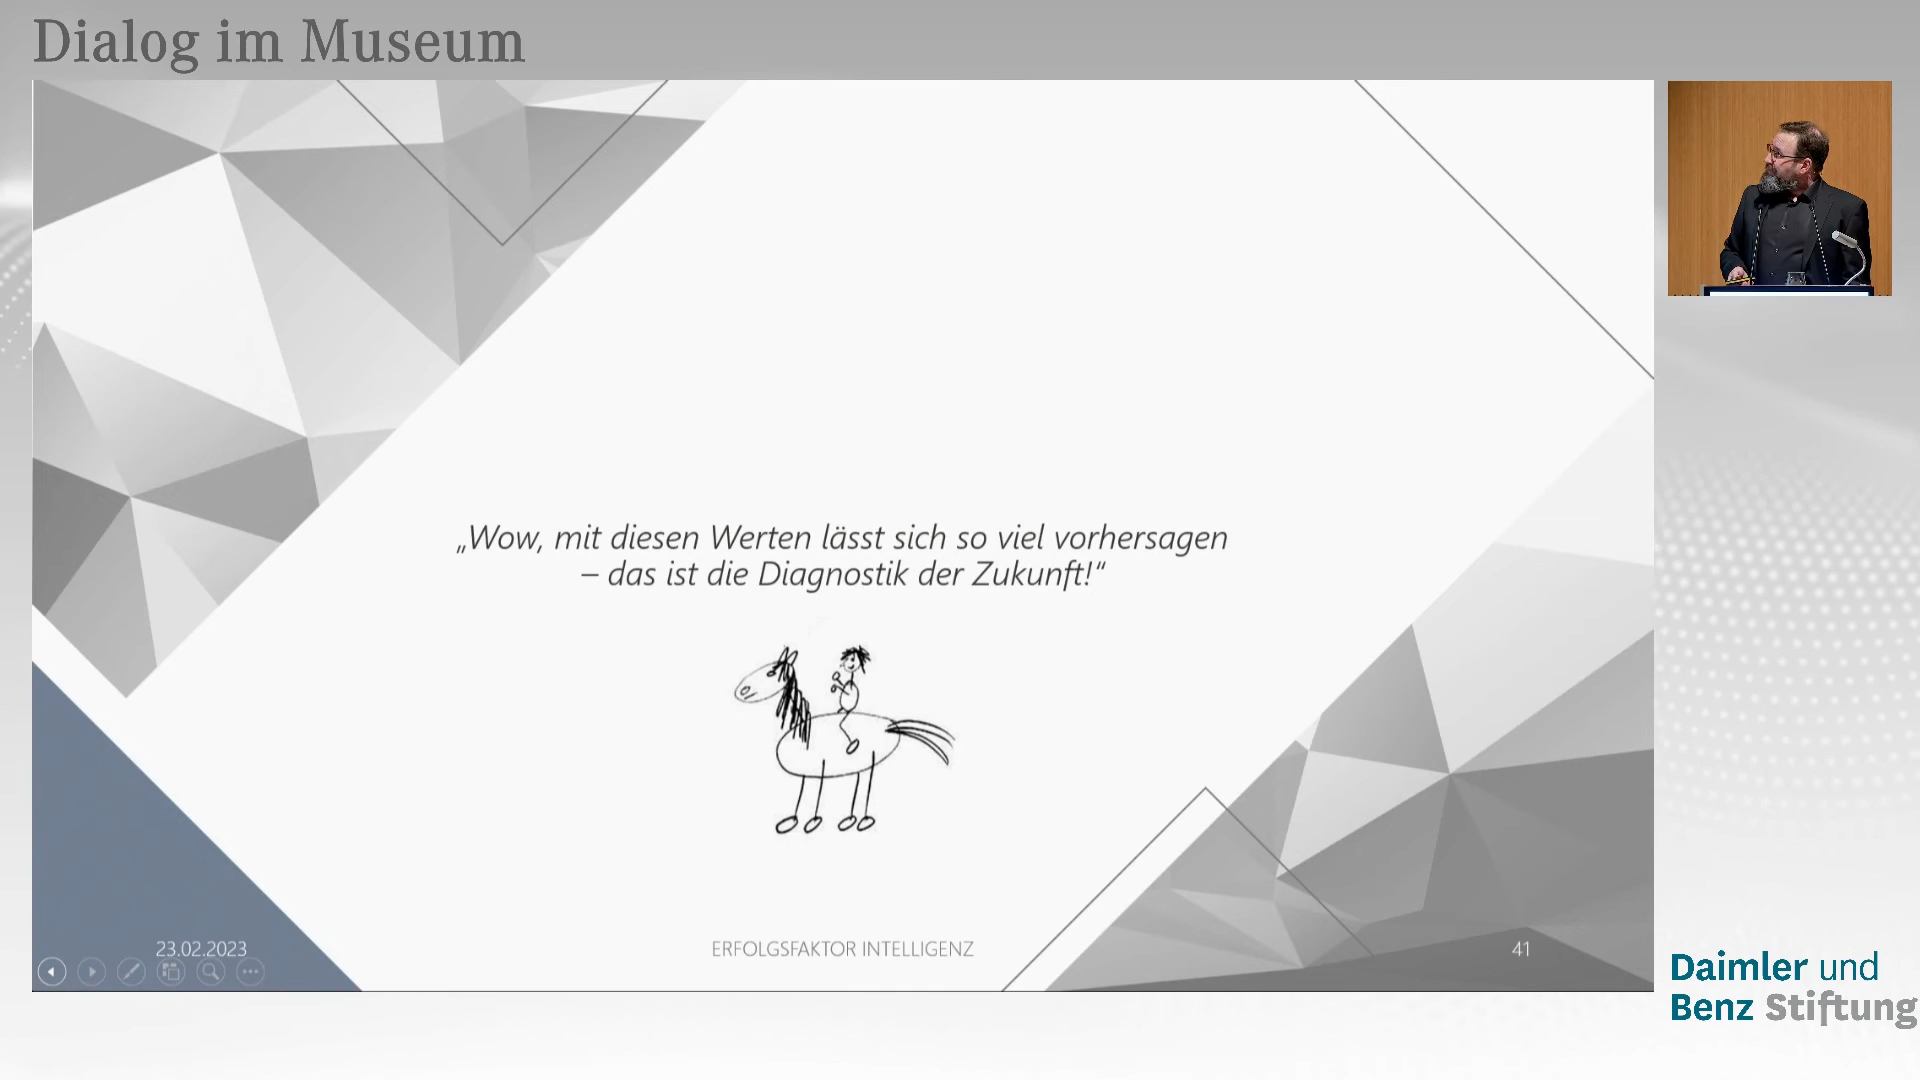 Dialog im Museum
„Wow, mit diesen Werten lässt sich so viel vorhersagen
– das ist die Diagnostik der Zukunft!“
23.02.2023
ERFOLGSFAKTOR INTELLIGENZ
41
Daimler und
Benz Stiftung